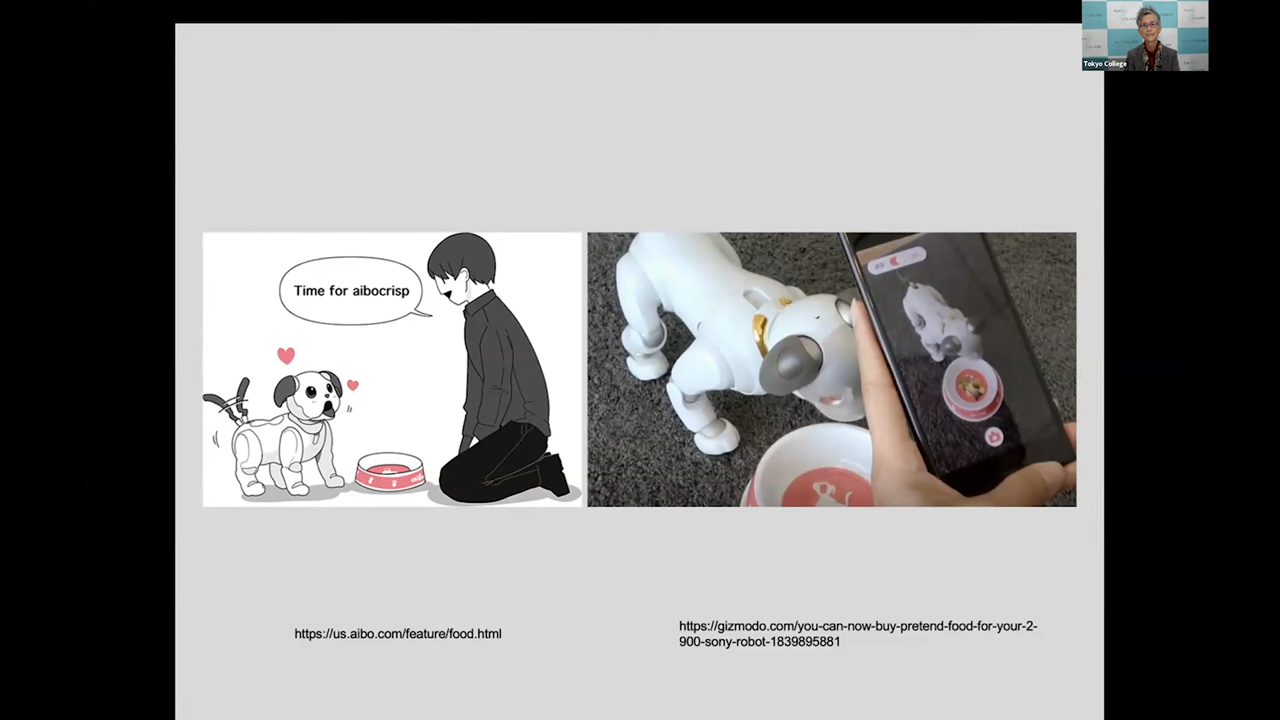 Tokyo College
Time for aibocrisp
https://us.aibo.com/feature/food.html
https://gizmodo.com/you-can-now-buy-pretend-food-for-your-2-
900-sony-robot-1839895881